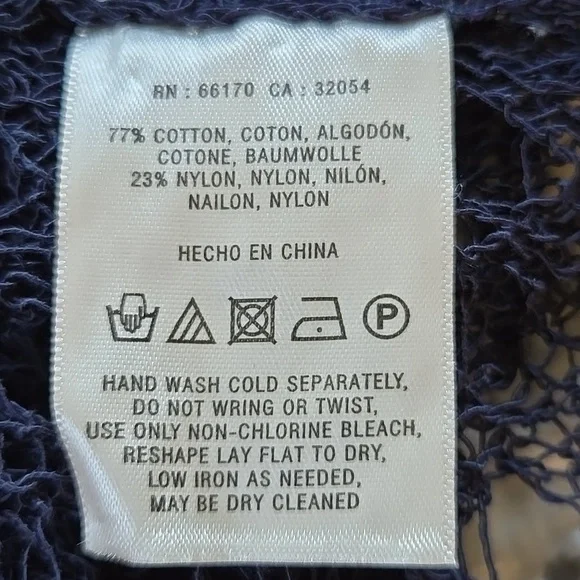 RN : 66170 CA : 32054
77% COTTON, COTON, ALGODÓN,
COTONE, BAUMWOLLE
23% NYLON, NYLON, NILÓN,
NAILON, NYLON
HECHO EN CHINA
P
HAND WASH COLD SEPARATELY,
DO NOT WRING OR TWIST,
USE ONLY NON-CHLORINE BLEACH,
RESHAPE LAY FLAT TO DRY,
LOW IRON AS NEEDED,
MAY BE DRY CLEANED